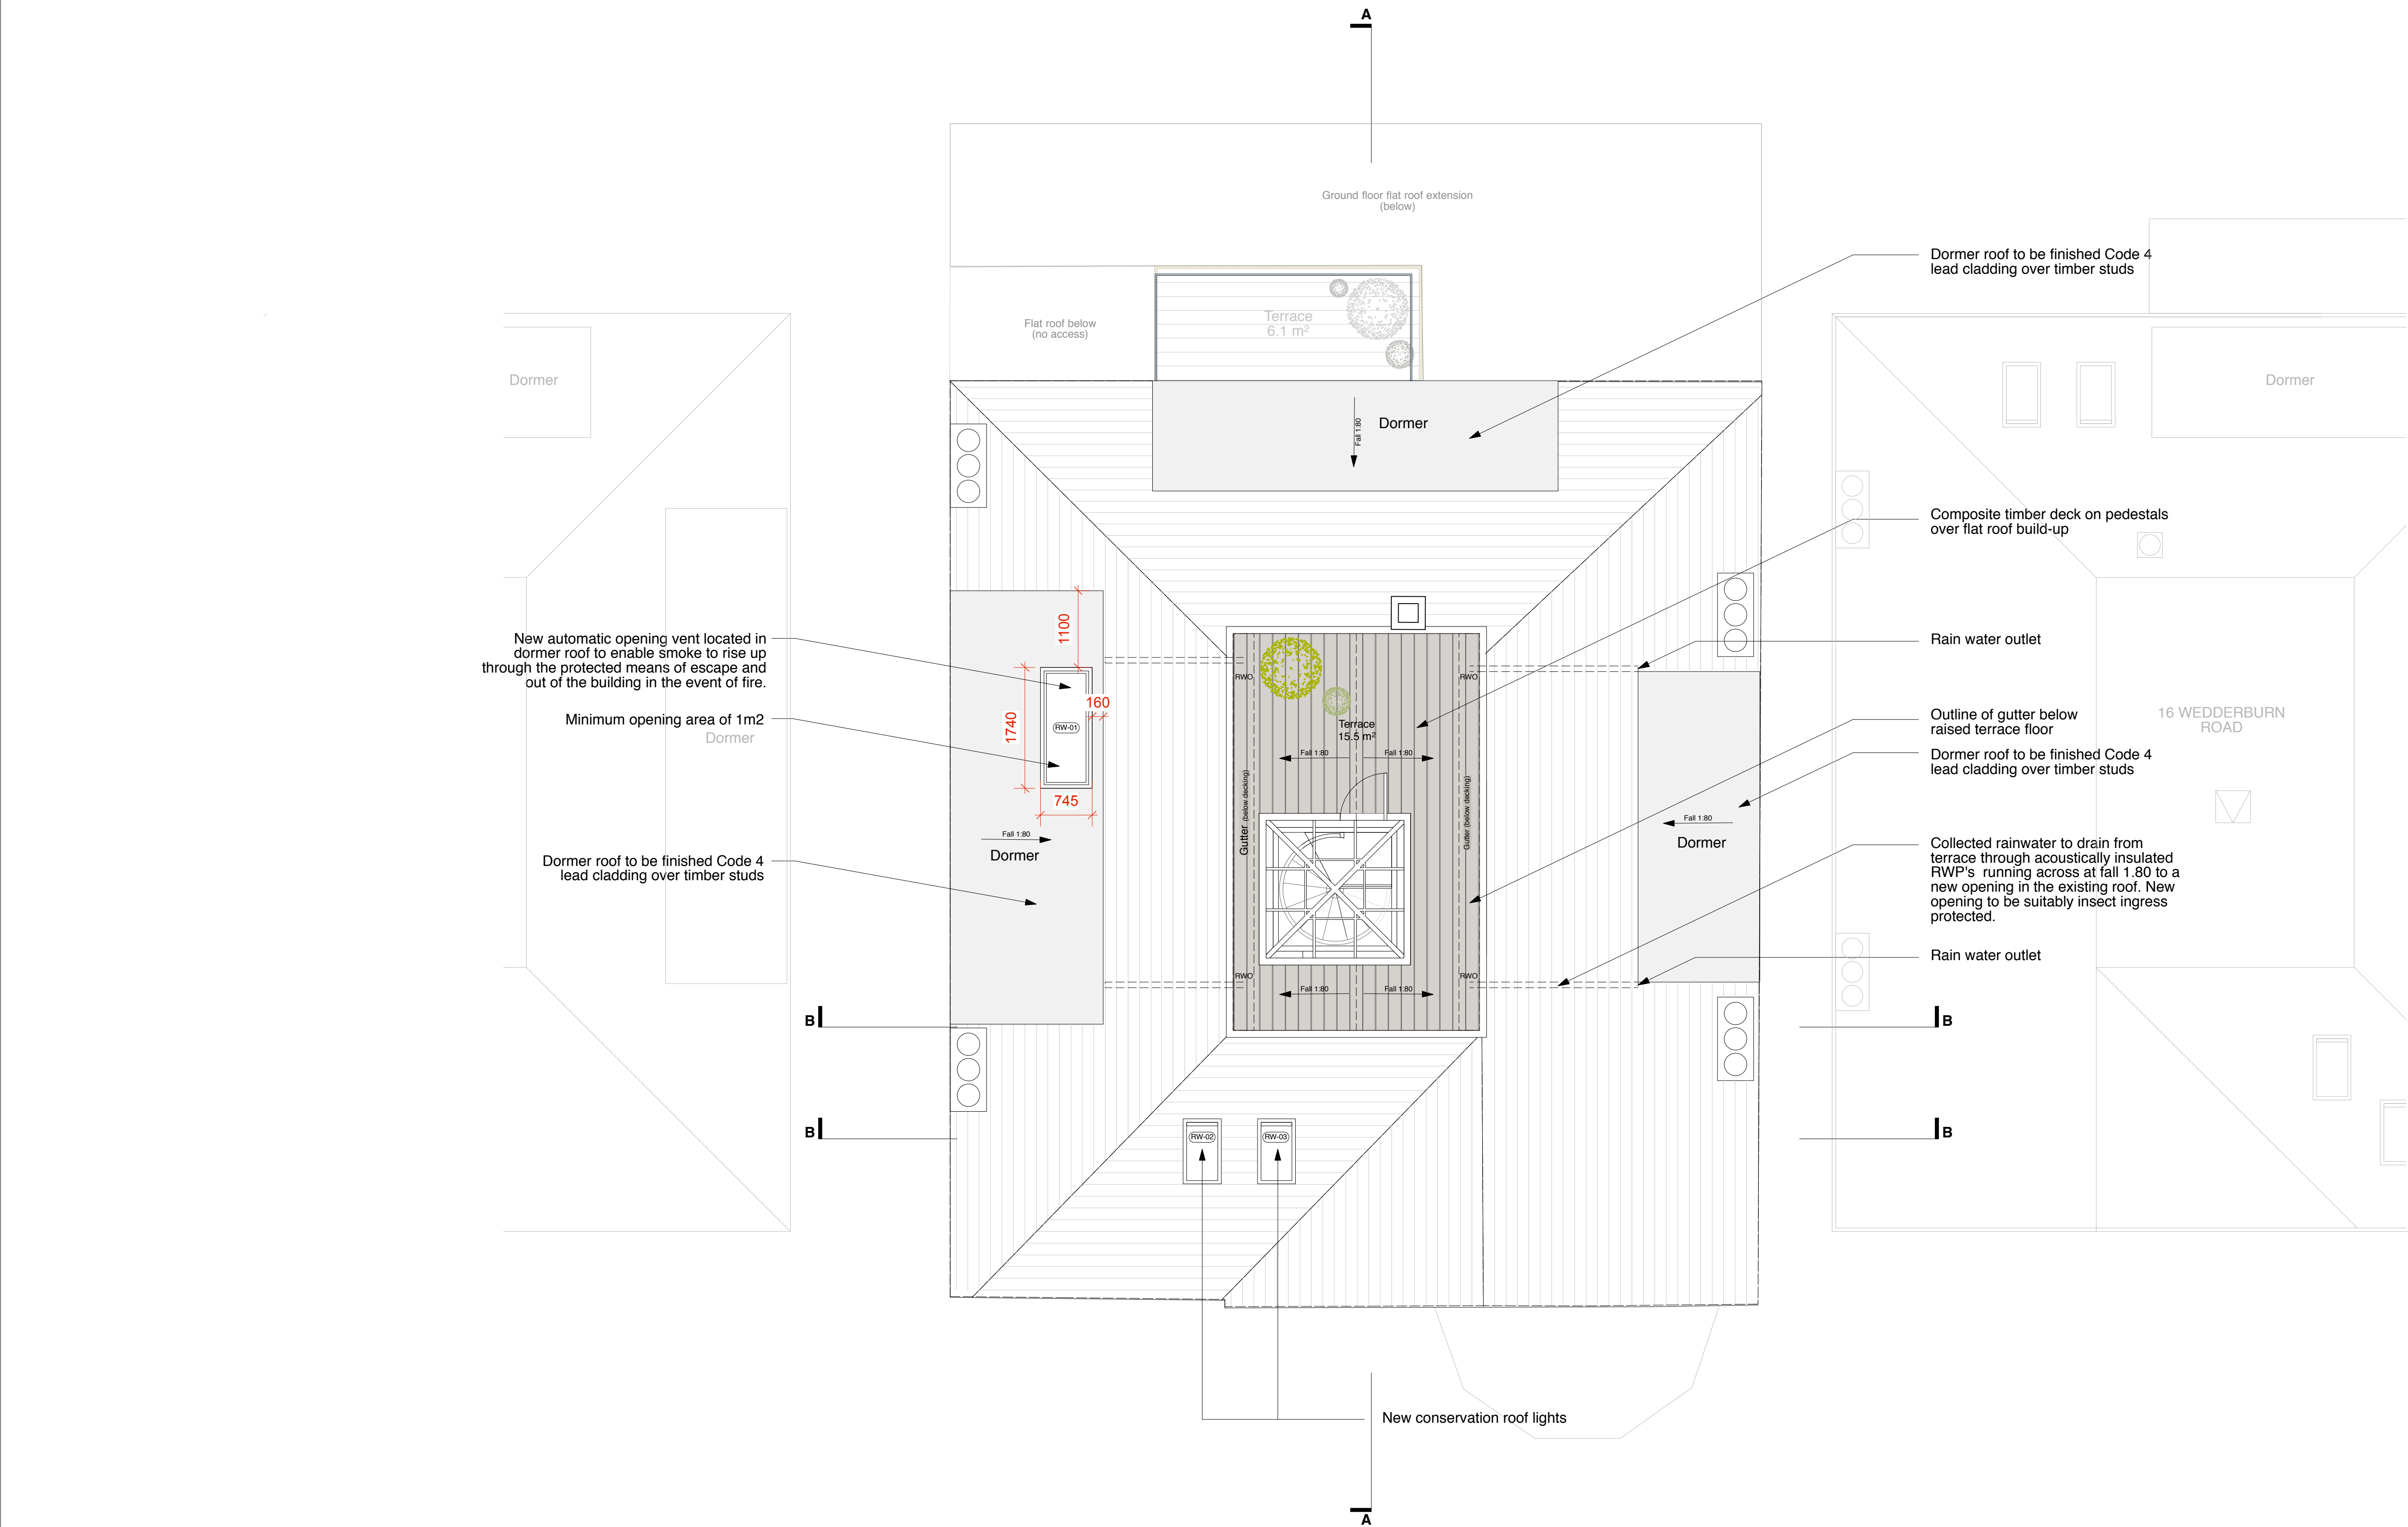 A
Ground floor flat roof extension
(below)
Dormer roof to be finished Code 4
lead cladding over timber studs
Flat roof below
(no access)
Terrace
6.1 m²
Dormer
Dormer
Fall 1:80
Dormer
Composite timber deck on pedestals
over flat roof build-up
New automatic opening vent located in
dormer roof to enable smoke to rise up
through the protected means of escape and
out of the building in the event of fire.
1100
Rain water outlet
RWO
RWO
160
1740
RW-01
Minimum opening area of 1m2
Dormer
Terrace
15.5 m²
Outline of gutter below
raised terrace floor
16 WEDDERBURN
ROAD
Fall 1:80
Fall 1:80
Dormer roof to be finished Code 4
lead cladding over timber studs
745
Gutter (below decking)
Gutter (below decking)
Fall 1:80
Dormer
Fall 1:80
Dormer
Dormer roof to be finished Code 4
lead cladding over timber studs
Collected rainwater to drain from
terrace through acoustically insulated
RWP's running across at fall 1.80 to a
new opening in the existing roof. New
opening to be suitably insect ingress
protected.
Rain water outlet
RWO
RWO
Fall 1:80
Fall 1:80
B
B
B
B
RW-02
RW-03
New conservation roof lights
A